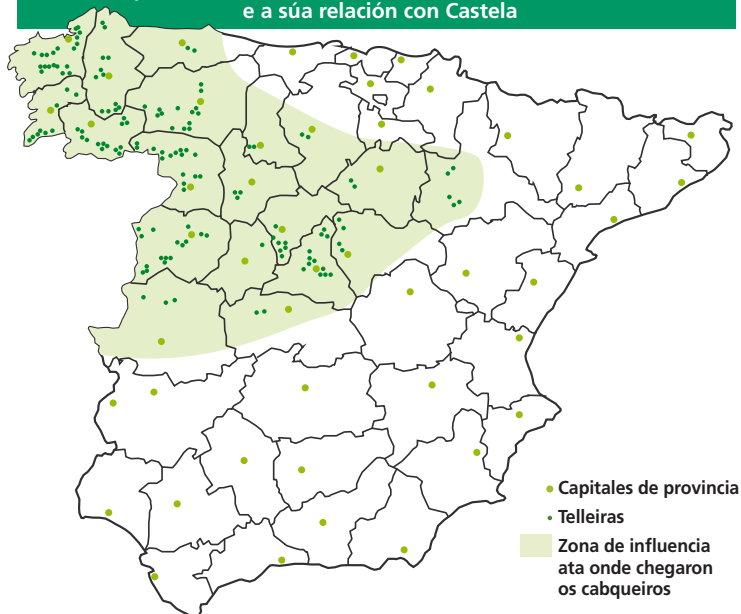 e a súa relación con Castela
Capitales de provincia
Telleiras
Zona de influencia
ata onde chegaron
os cabqueiros